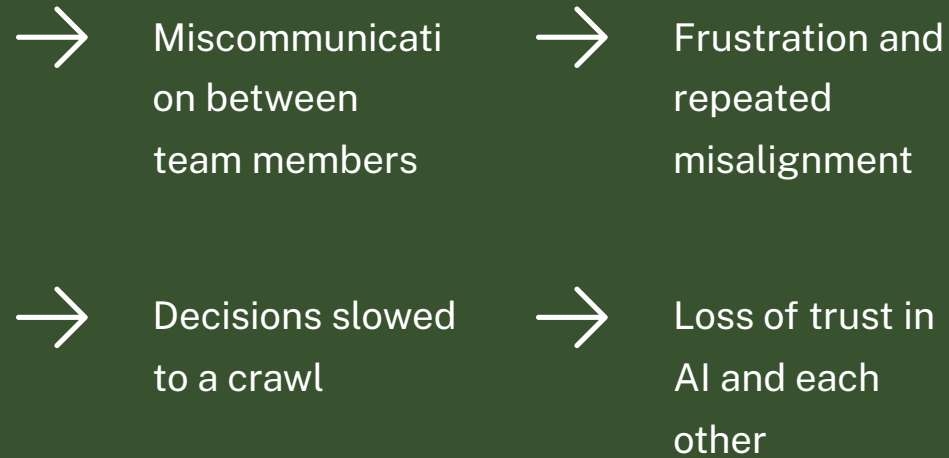 Miscommunicati
on between
team members
Frustration and
repeated
misalignment
Decisions slowed
to a crawl
Loss of trust in
AI and each
other